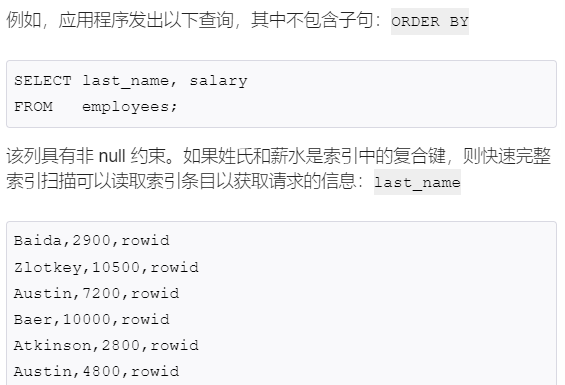 例如，应用程序发出以下查询，其中不包含子句：ORDER BY
SELECT last_name, salary
FROM   employees;
该列具有非 null 约束。如果姓氏和薪水是索引中的复合键，则快速完整
索引扫描可以读取索引条目以获取请求的信息：last_name
Baida,2900,rowid
Zlotkey,10500,rowid
Austin,7200,rowid
Baer,10000,rowid
Atkinson,2800,rowid
Austin,4800,rowid